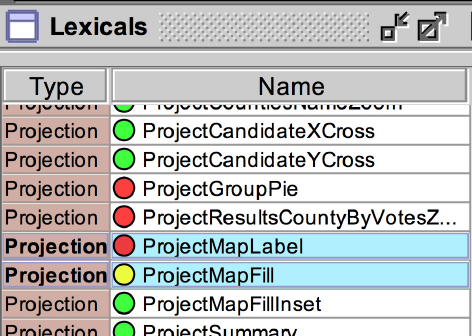 Lexicals
Type Name
Projection ProjectCountiesNameZoom
Projection ProjectCandidateXCross
Projection ProjectCandidateYCross
Projection ProjectGroupPie
Projection ProjectResultsCountyByVotesZ...
Projection ProjectMapLabel
Projection ProjectMapFill
Projection ProjectMapFillInset
Projection ProjectSummary